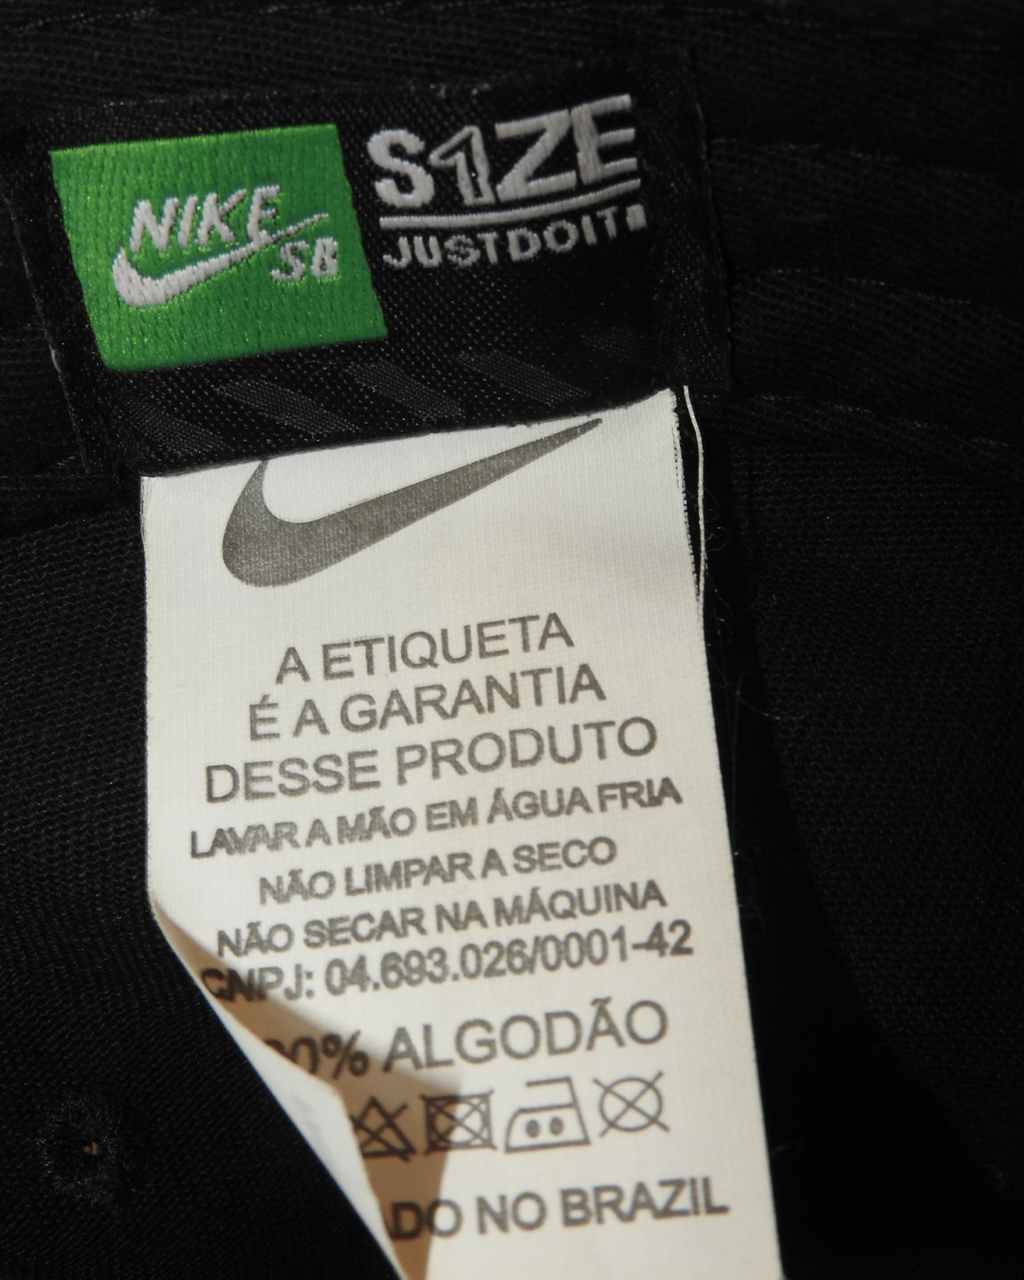 NIKE
SB
S1ZE
JUSTDOIT
A ETIQUETA
É A GARANTIA
DESSE PRODUTO
LAVAR A MÃO EM ÁGUA FRIA
NÃO LIMPAR A SECO
NÃO SECAR NA MÁQUINA
CNPJ: 04.693.026/0001-42
ALGODÃO
NO BRAZIL